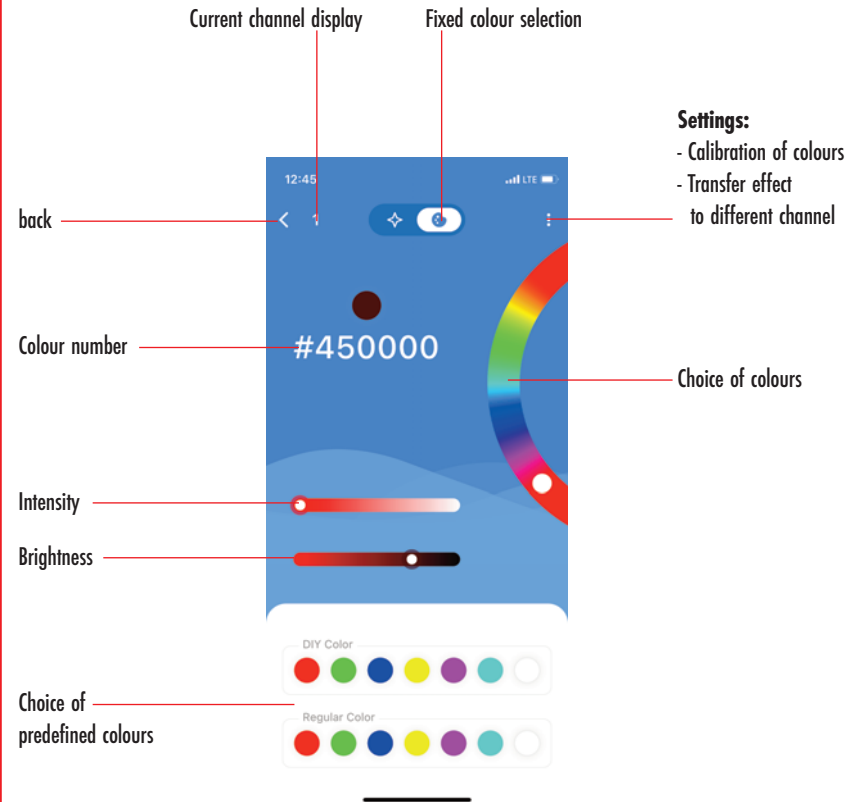 Current channel display
Fixed colour selection
Settings:
- Calibration of colours
- Transfer effect
to different channel
12:45
LTE
back
1
Colour number
#450000
Choice of colours
Intensity
Brightness
DIY Color
Choice of
predefined colours
Regular Color